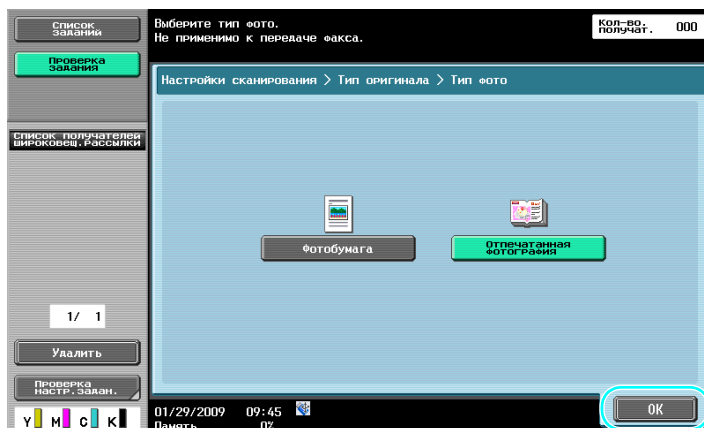 Список
заданий
Проверка
задания
Список получателей
широковещ.рассылки
1/ 1
Удалить
Проверка
настр.задан.
Y M C K
Выберите тип фото.
Не применимо к передаче факса.
Кол-во.
получат. 000
Настройки сканирования > Тип оригинала > Тип фото
Фотобумага
Отпечатанная
фотография
01/29/2009 09:45
Память 0%
OK